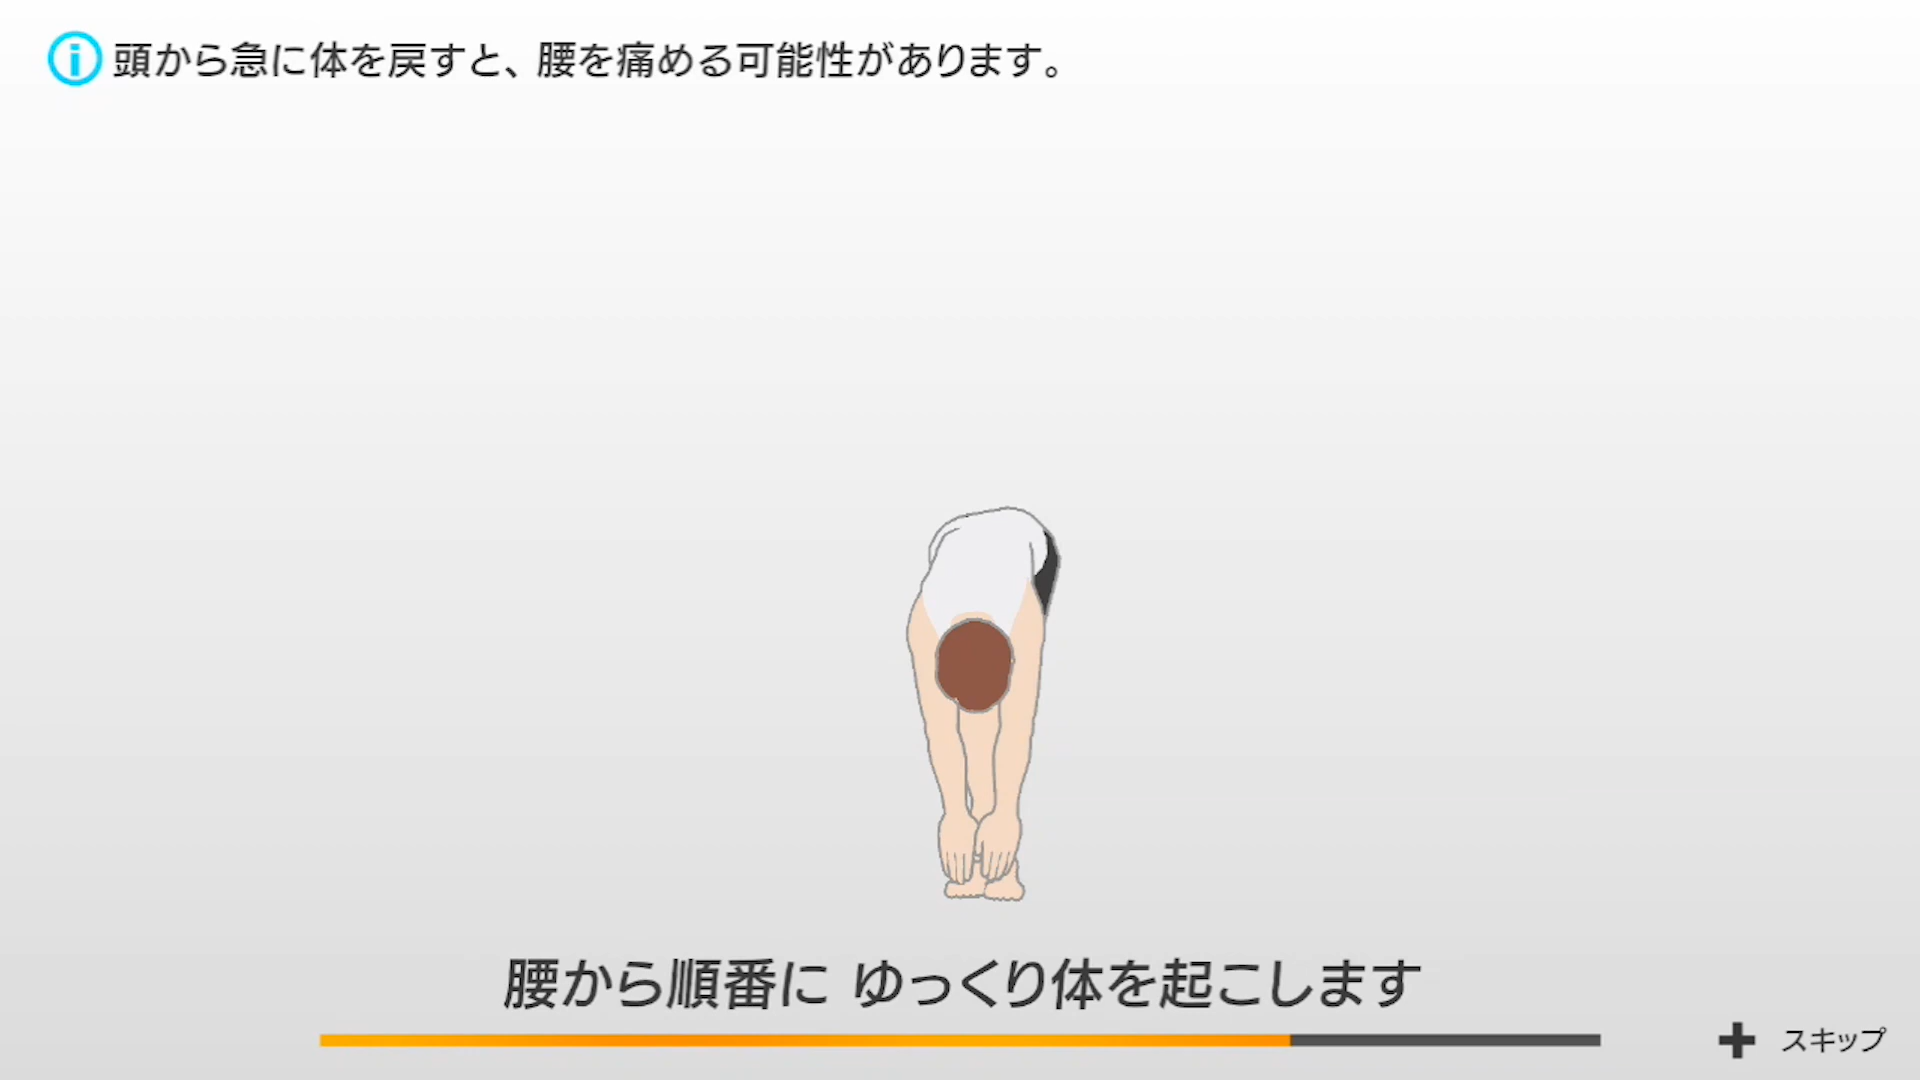 頭から急に体を戻すと、腰を痛める可能性があります。
腰から順番に ゆっくり体を起こします
スキップ